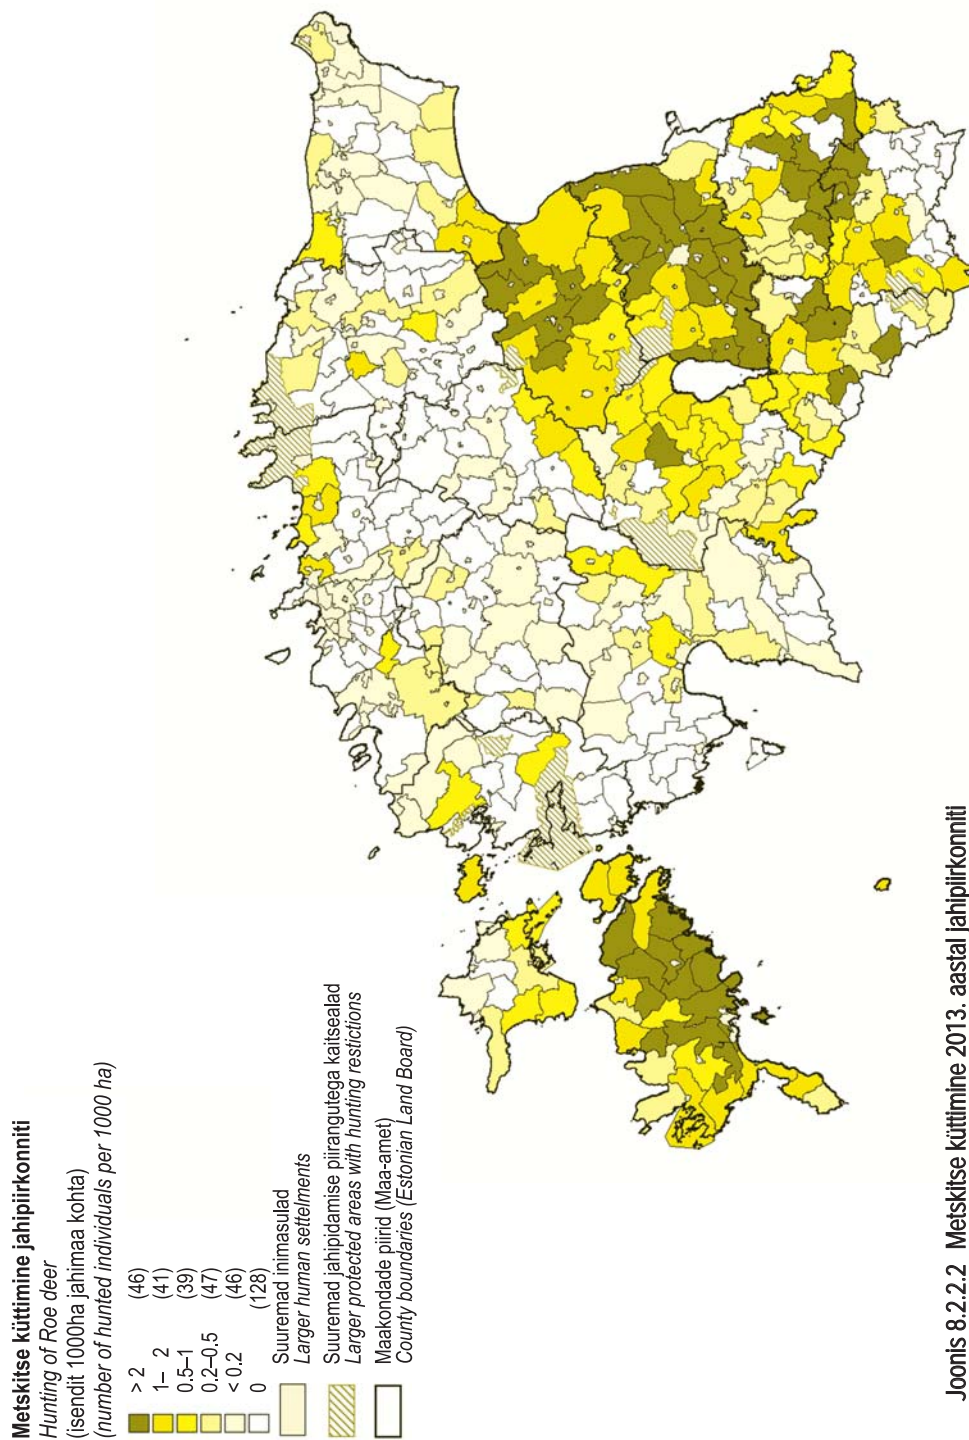 Metskitse küttimine jahipiirkonniti
Hunting of Roe deer
(isendit 1000ha jahimaa kohta)
(number of hunted individuals per 1000 ha)
> 2 (46)
1– 2 (41)
0.5–1 (39)
0.2–0.5 (47)
< 0.2 (46)
0 (128)
Suuremad inimasulad
Larger human settelments
Suuremad jahipidamise piirangutega kaitsealad
Larger protected areas with hunting restictions
Maakondade piirid (Maa-amet)
County boundaries (Estonian Land Board)
Joonis 8.2.2.2 Metskitse küttimine 2013. aastal jahipiirkonniti